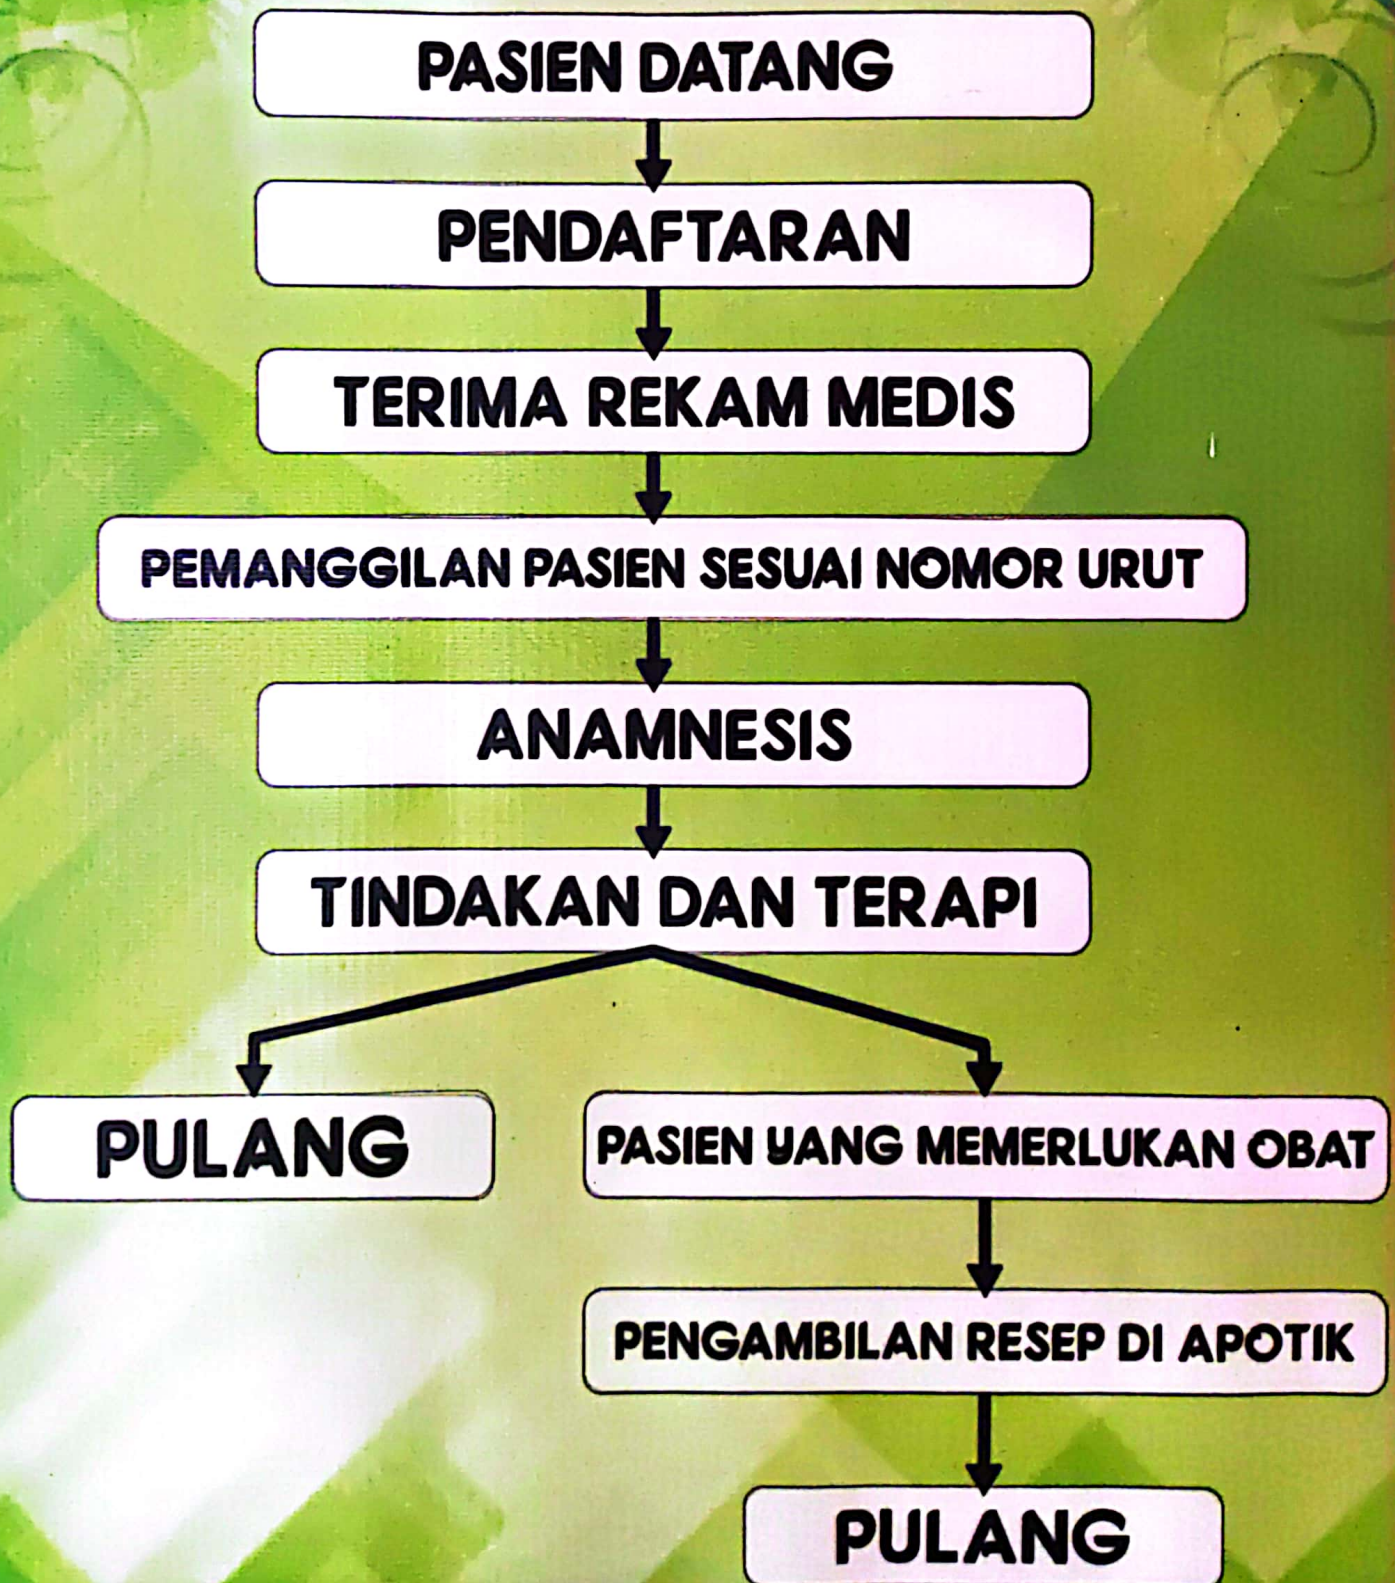 PASIEN DATANG
PENDAFTARAN
TERIMA REKAM MEDIS
PEMANGGILAN PASIEN SESUAI NOMOR URUT
ANAMNESIS
TINDAKAN DAN TERAPI
PULANG
PASIEN YANG MEMERLUKAN OBAT
PENGAMBILAN RESEP DI APOTIK
PULANG